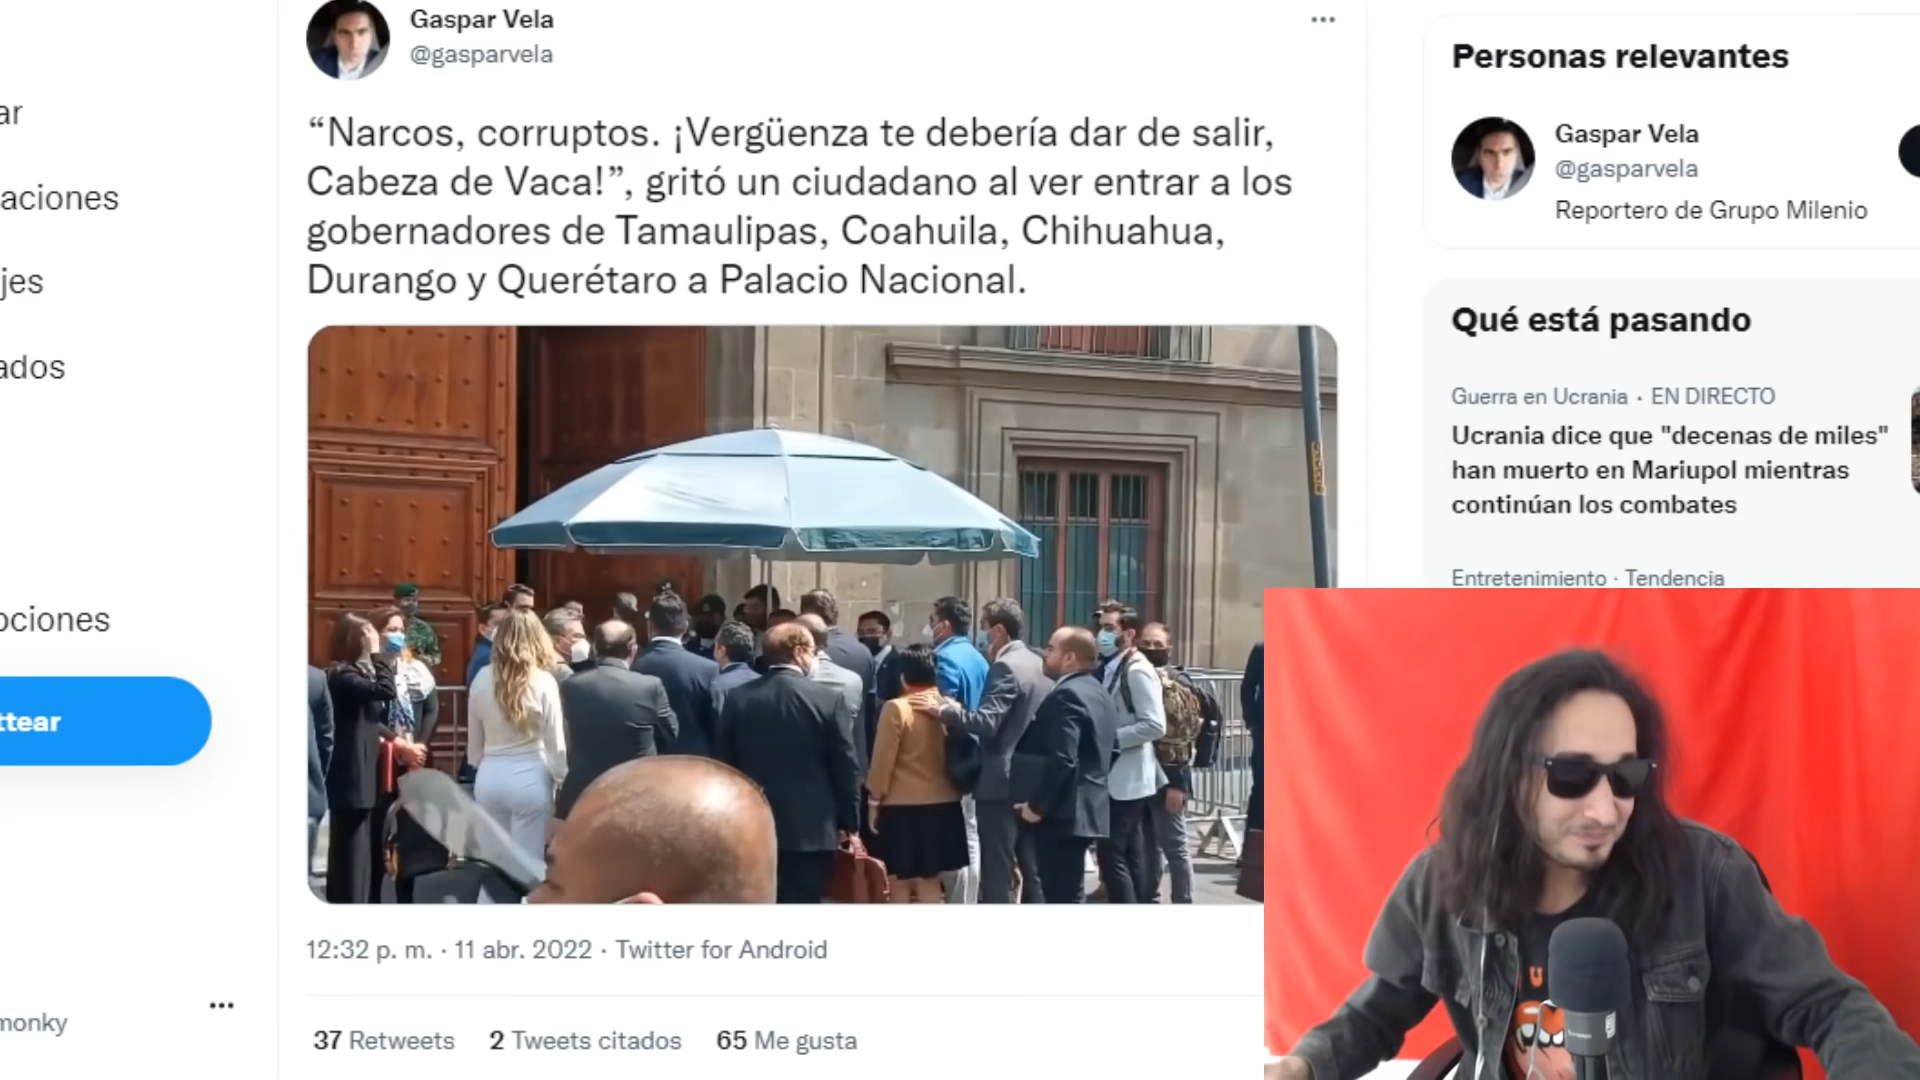 Gaspar Vela
@gasparvela
“Narcos, corruptos. ¡Vergüenza te debería dar de salir,
Cabeza de Vaca!”, gritó un ciudadano al ver entrar a los
gobernadores de Tamaulipas, Coahuila, Chihuahua,
Durango y Querétaro a Palacio Nacional.
12:32 p. m. · 11 abr. 2022 · Twitter for Android
37 Retweets 2 Tweets citados 65 Me gusta
ar
aciones
jes
ados
pciones
ttear
monky
Personas relevantes
Gaspar Vela
@gasparvela
Reportero de Grupo Milenio
Qué está pasando
Guerra en Ucrania · EN DIRECTO
Ucrania dice que "decenas de miles"
han muerto en Mariupol mientras
continúan los combates
Entretenimiento · Tendencia